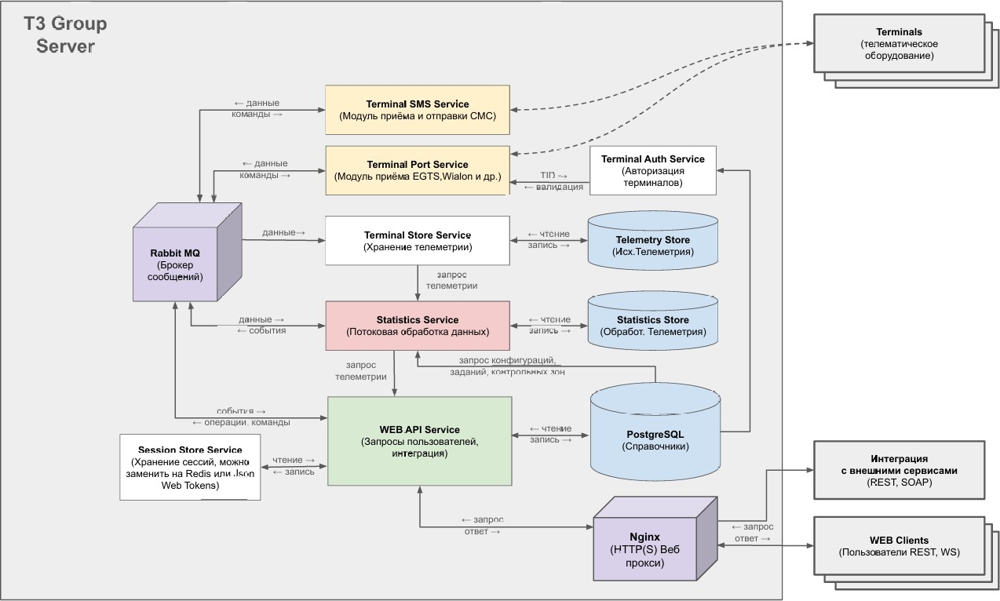 T3 Group
Server
Terminals
(телематическое
оборудование)
← данные
команды →
Terminal SMS Service
(Модуль приёма и отправки СМС)
← данные
команды →
Terminal Port Service
(Модуль приёма EGTS,Wialon и др.)
TID →
← валидация
Terminal Auth Service
(Авторизация
терминалов)
Rabbit MQ
(Брокер
сообщений)
данные→
Terminal Store Service
(Хранение телеметрии)
← чтение
запись →
Telemetry Store
(Исх.Телеметрия)
запрос
телеметрии
данные →
← события
Statistics Service
(Потоковая обработка данных)
← чтение
запись →
Statistics Store
(Обработ. Телеметрия)
запрос
телеметрии
запрос конфигураций,
заданий, контрольных зон
события →
← операции, команды
WEB API Service
(Запросы пользователей,
интеграция)
← чтение
запись →
PostgreSQL
(Справочники)
Session Store Service
(Хранение сессий, можно
заменить на Redis или Json
Web Tokens)
чтение →
← запись
Интеграция
с внешними сервисами
(REST, SOAP)
← запрос
ответ →
Nginx
(HTTP(S) Веб
прокси)
← запрос
ответ →
WEB Clients
(Пользователи REST, WS)